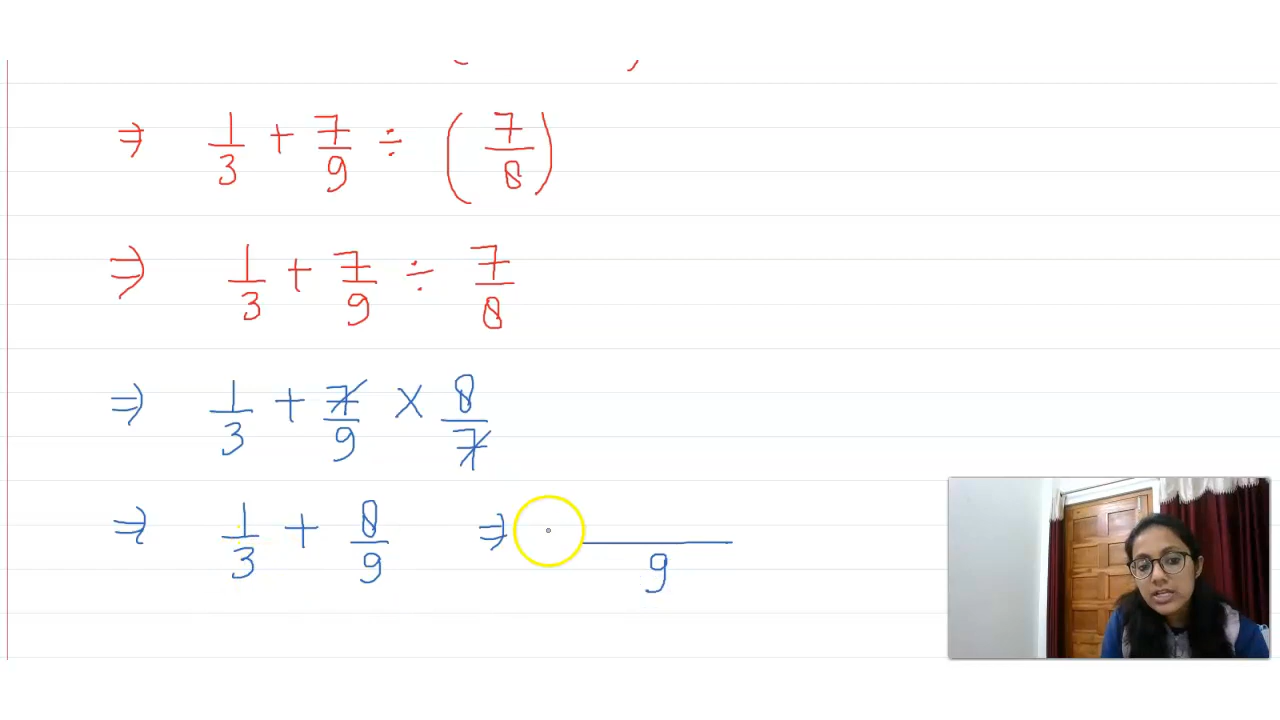 ⇒ 1/3 + 7/9 ÷ (7/8)
⇒ 1/3 + 7/9 ÷ 7/8
⇒ 1/3 + 7/9 × 8/7
⇒ 1/3 + 8/9 ⇒ /9